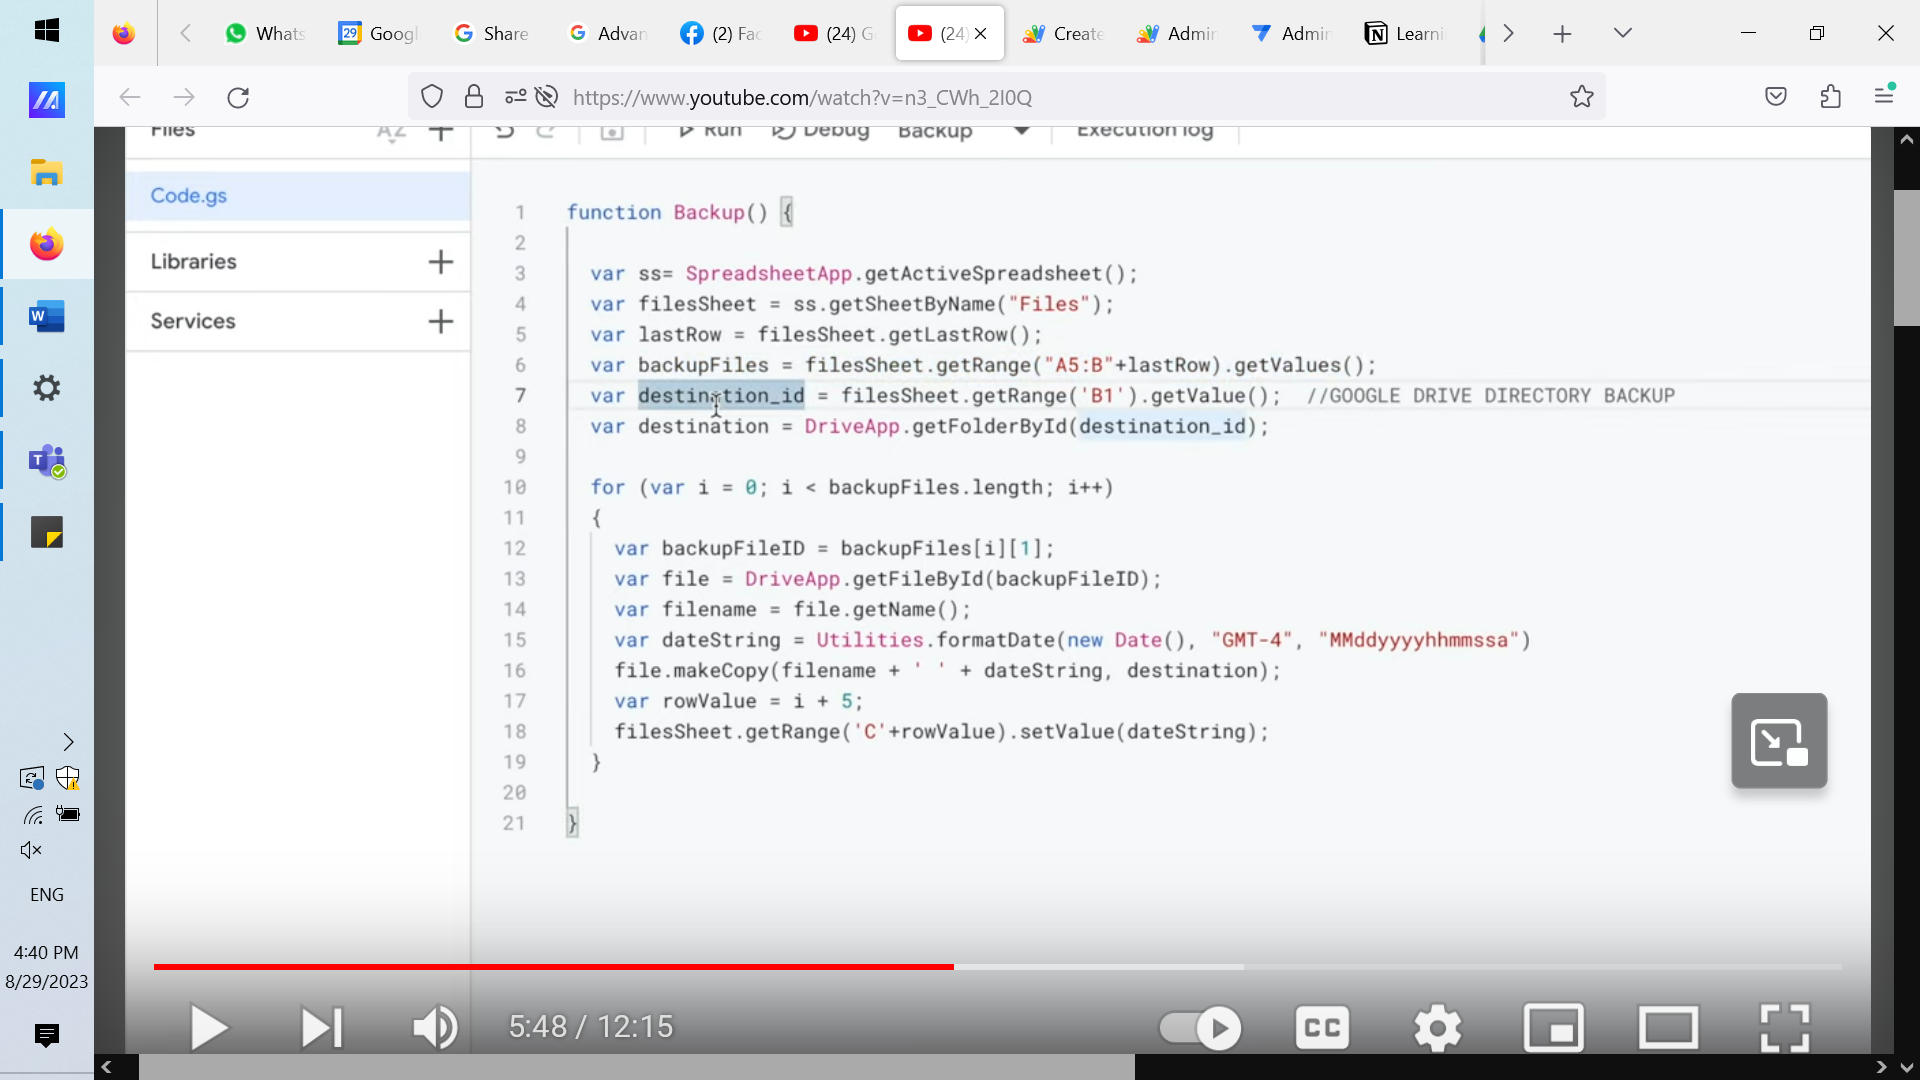 Whats
29 Googl
Share
Advan
(2) Fac
(24) G
(24)
Create
Admin
Admin
Learni
https://www.youtube.com/watch?v=n3_CWh_2I0Q
Files AZ
Run Debug Backup Execution log
Code.gs
Libraries
Services
1 function Backup() {
2
3 var ss= SpreadsheetApp.getActiveSpreadsheet();
4 var filesSheet = ss.getSheetByName("Files");
5 var lastRow = filesSheet.getLastRow();
6 var backupFiles = filesSheet.getRange("A5:B"+lastRow).getValues();
7 var destination_id = filesSheet.getRange('B1').getValue(); //GOOGLE DRIVE DIRECTORY BACKUP
8 var destination = DriveApp.getFolderById(destination_id);
9
10 for (var i = 0; i < backupFiles.length; i++)
11 {
12 var backupFileID = backupFiles[i][1];
13 var file = DriveApp.getFileById(backupFileID);
14 var filename = file.getName();
15 var dateString = Utilities.formatDate(new Date(), "GMT-4", "MMddyyyyhhmmssa")
16 file.makeCopy(filename + ' ' + dateString, destination);
17 var rowValue = i + 5;
18 filesSheet.getRange('C'+rowValue).setValue(dateString);
19 }
20
21 }
5:48 / 12:15
CC
ENG
4:40 PM
8/29/2023